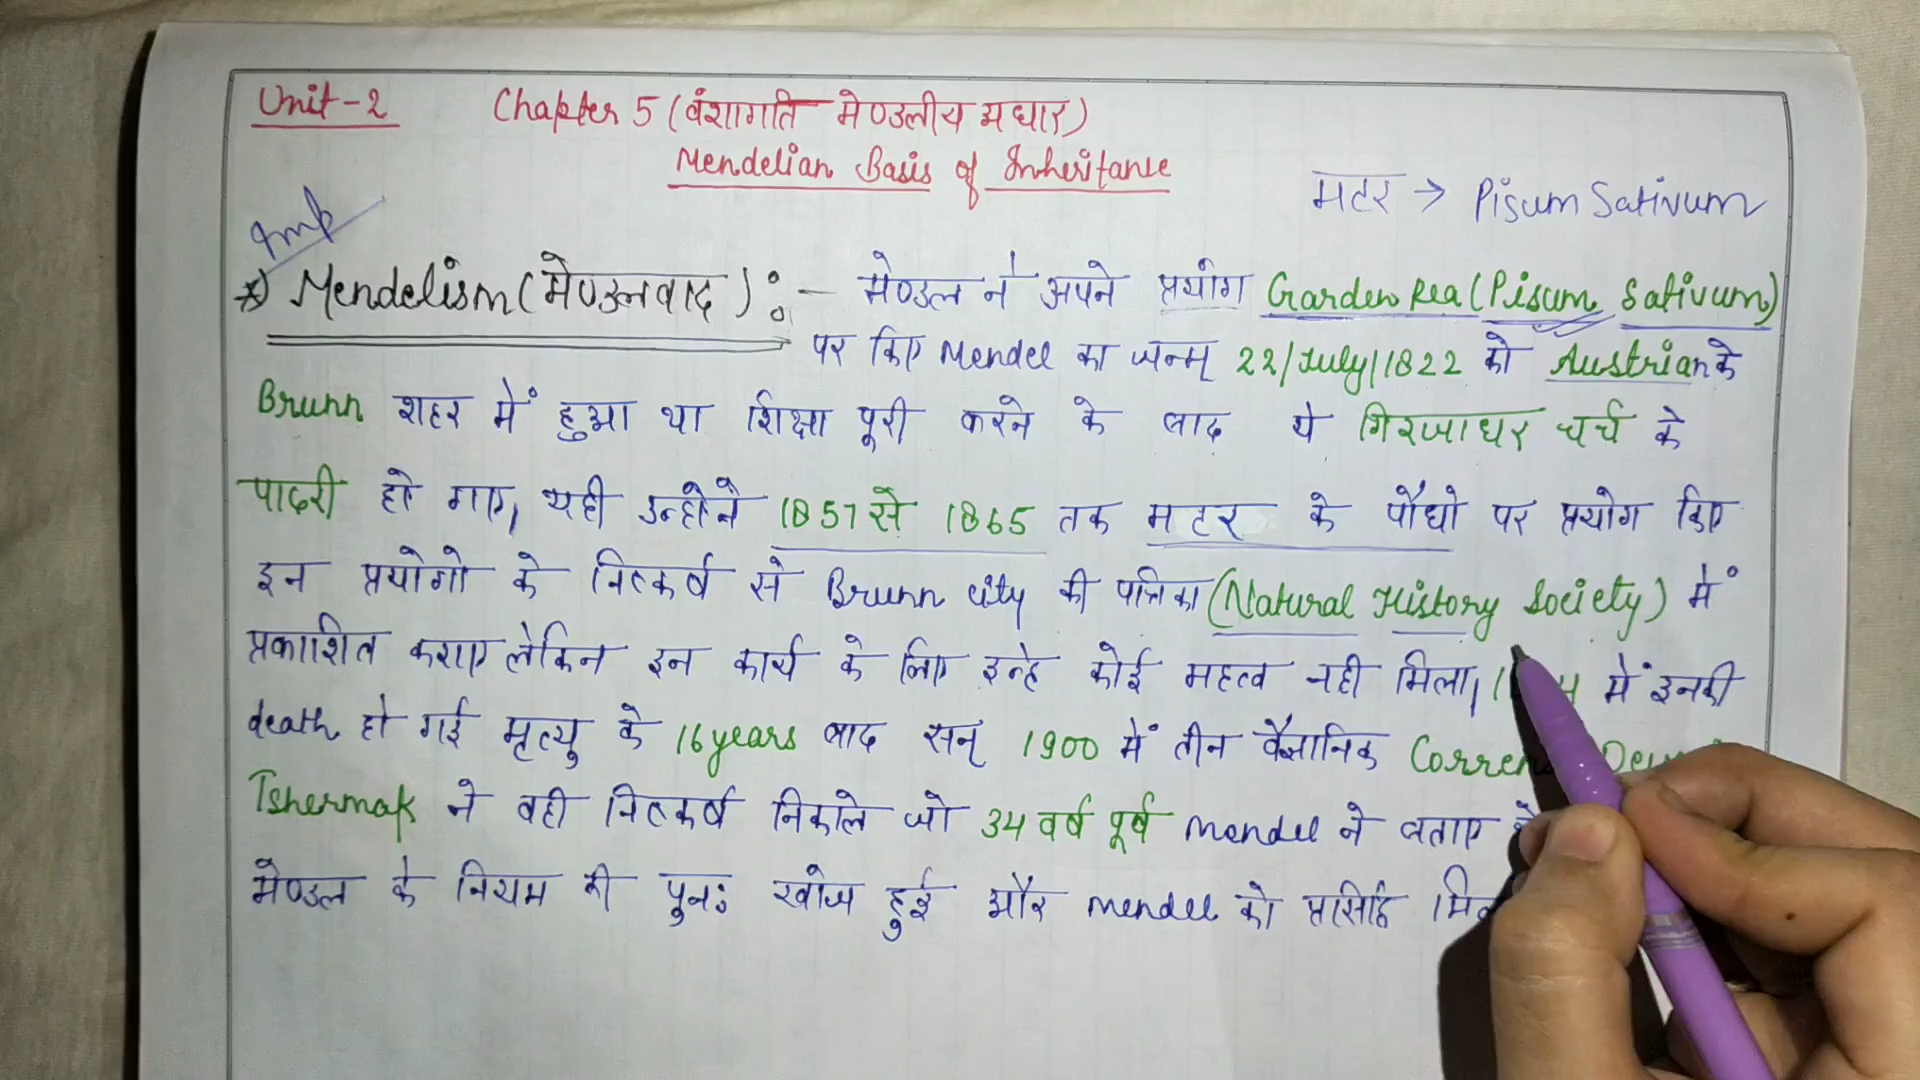 Unit-2 Chapter 5 (वंशागति मेण्डलीय मधार)
Mendelian Basis of Inheritance
मटर → Pisum Sativum
Imp
Mendelism (मेण्डलवाद) :- मेण्डल ने अपने प्रयोग Garden Pea (Pisum Sativum)
पर किए Mendel का जन्म 22/July/1822 को Austrian के
Brunn शहर में हुआ था शिक्षा पूरी करने के बाद ये गिरजाघर चर्च के
पादरी हो गए, यही उन्होने 1857 से 1865 तक मटर के पौधो पर प्रयोग किए
इन प्रयोगो के निष्कर्ष से Brunn city की पत्रिका (Natural History Society) में
प्रकाशित कराए लेकिन इन कार्य के लिए इन्हे कोई महत्व नही मिला, में इनकी
death हो गई मृत्यु के 16 years बाद सन् 1900 में तीन वैज्ञानिक
Tshermak ने वही निष्कर्ष निकाले जो 34 वर्ष पूर्व Mendel ने बताए
मेण्डल के नियम की पुनः खोज हुई और Mendel को प्रसिद्धि